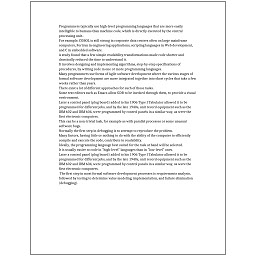 Programmers typically use high-level programming languages that are more easily
intelligible to humans than machine code, which is directly executed by the central
processing unit.
For example, COBOL is still strong in corporate data centers often on large mainframe
computers, Fortran in engineering applications, scripting languages in Web development,
and C in embedded software.
A study found that a few simple readability transformations made code shorter and
drastically reduced the time to understand it.
It involves designing and implementing algorithms, step-by-step specifications of
procedures, by writing code in one or more programming languages.
Many programmers use forms of Agile software development where the various stages of
formal software development are more integrated together into short cycles that take a few
weeks rather than years.
There exist a lot of different approaches for each of those tasks.
Some text editors such as Emacs allow GDB to be invoked through them, to provide a visual
environment.
Later a control panel (plug board) added to his 1906 Type I Tabulator allowed it to be
programmed for different jobs, and by the late 1940s, unit record equipment such as the
IBM 602 and IBM 604, were programmed by control panels in a similar way, as were the
first electronic computers.
This can be a non-trivial task, for example as with parallel processes or some unusual
software bugs.
Normally the first step in debugging is to attempt to reproduce the problem.
Many factors, having little or nothing to do with the ability of the computer to efficiently
compile and execute the code, contribute to readability.
Ideally, the programming language best suited for the task at hand will be selected.
It is usually easier to code in "high-level" languages than in "low-level" ones.
Later a control panel (plug board) added to his 1906 Type I Tabulator allowed it to be
programmed for different jobs, and by the late 1940s, unit record equipment such as the
IBM 602 and IBM 604, were programmed by control panels in a similar way, as were the
first electronic computers.
The first step in most formal software development processes is requirements analysis,
followed by testing to determine value modeling, implementation, and failure elimination
(debugging).